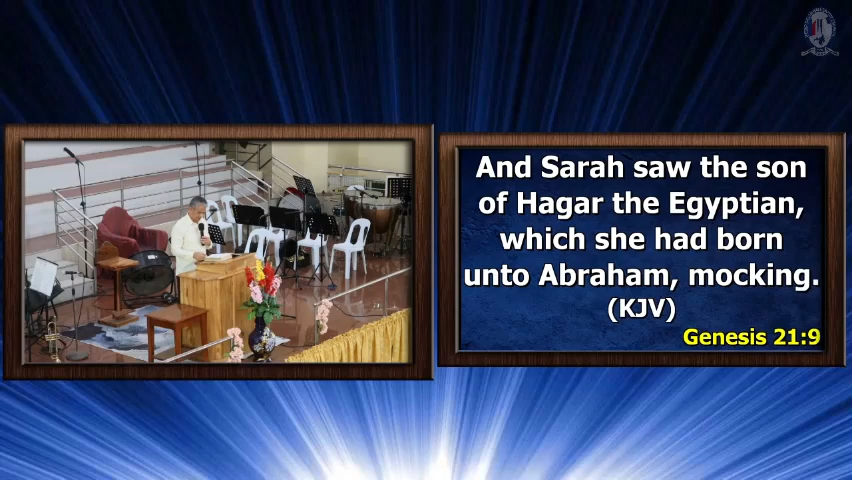 And Sarah saw the son
of Hagar the Egyptian,
which she had born
unto Abraham, mocking.
(KJV)
Genesis 21:9